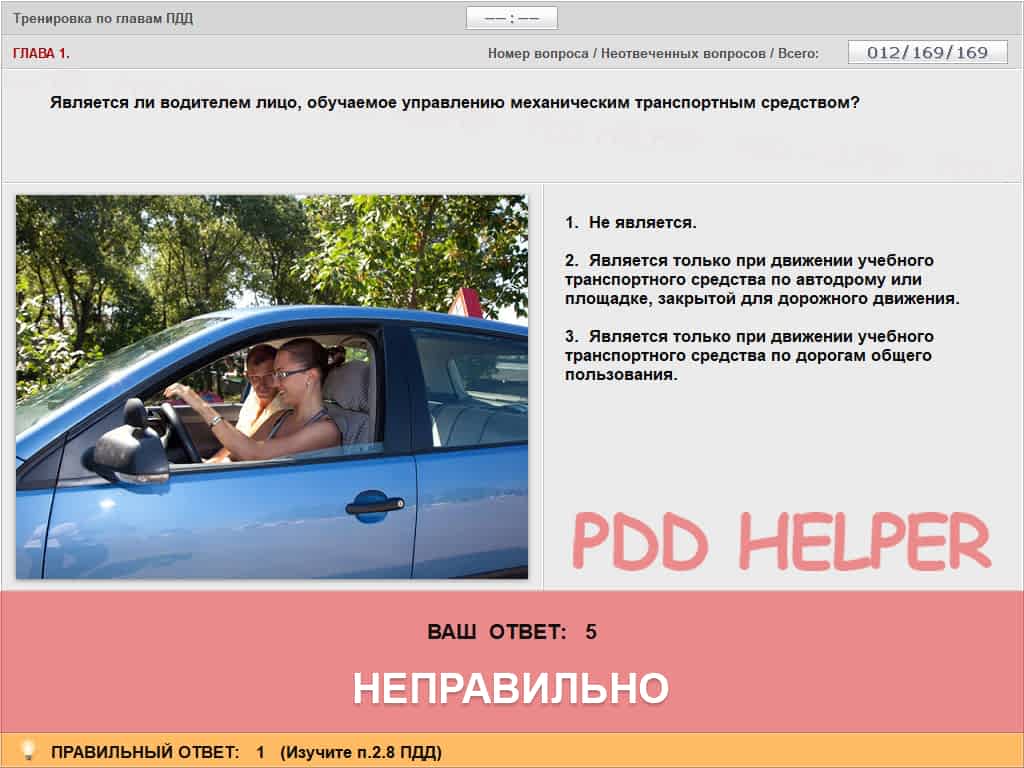 Тренировка по главам ПДД
—— : ——
ГЛАВА 1.
Номер вопроса / Неотвеченных вопросов / Всего:
012/169/169
Является ли водителем лицо, обучаемое управлению механическим транспортным средством?
1. Не является.
2. Является только при движении учебного
транспортного средства по автодрому или
площадке, закрытой для дорожного движения.
3. Является только при движении учебного
транспортного средства по дорогам общего
пользования.
PDD HELPER
ВАШ ОТВЕТ: 5
НЕПРАВИЛЬНО
ПРАВИЛЬНЫЙ ОТВЕТ: 1 (Изучите п.2.8 ПДД)